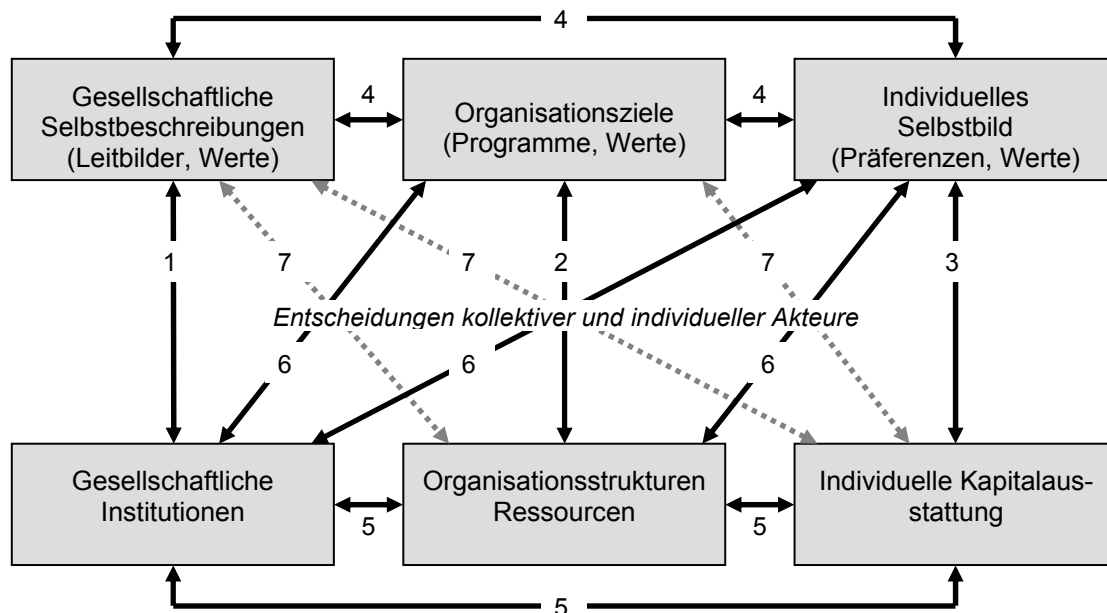 4
Gesellschaftliche
Selbstbeschreibungen
(Leitbilder, Werte)
4
Organisationsziele
(Programme, Werte)
4
Individuelles
Selbstbild
(Präferenzen, Werte)
1
7
7
2
7
3
Entscheidungen kollektiver und individueller Akteure
6
6
6
Gesellschaftliche
Institutionen
5
Organisationsstrukturen
Ressourcen
5
Individuelle Kapitalaus-
stattung
5